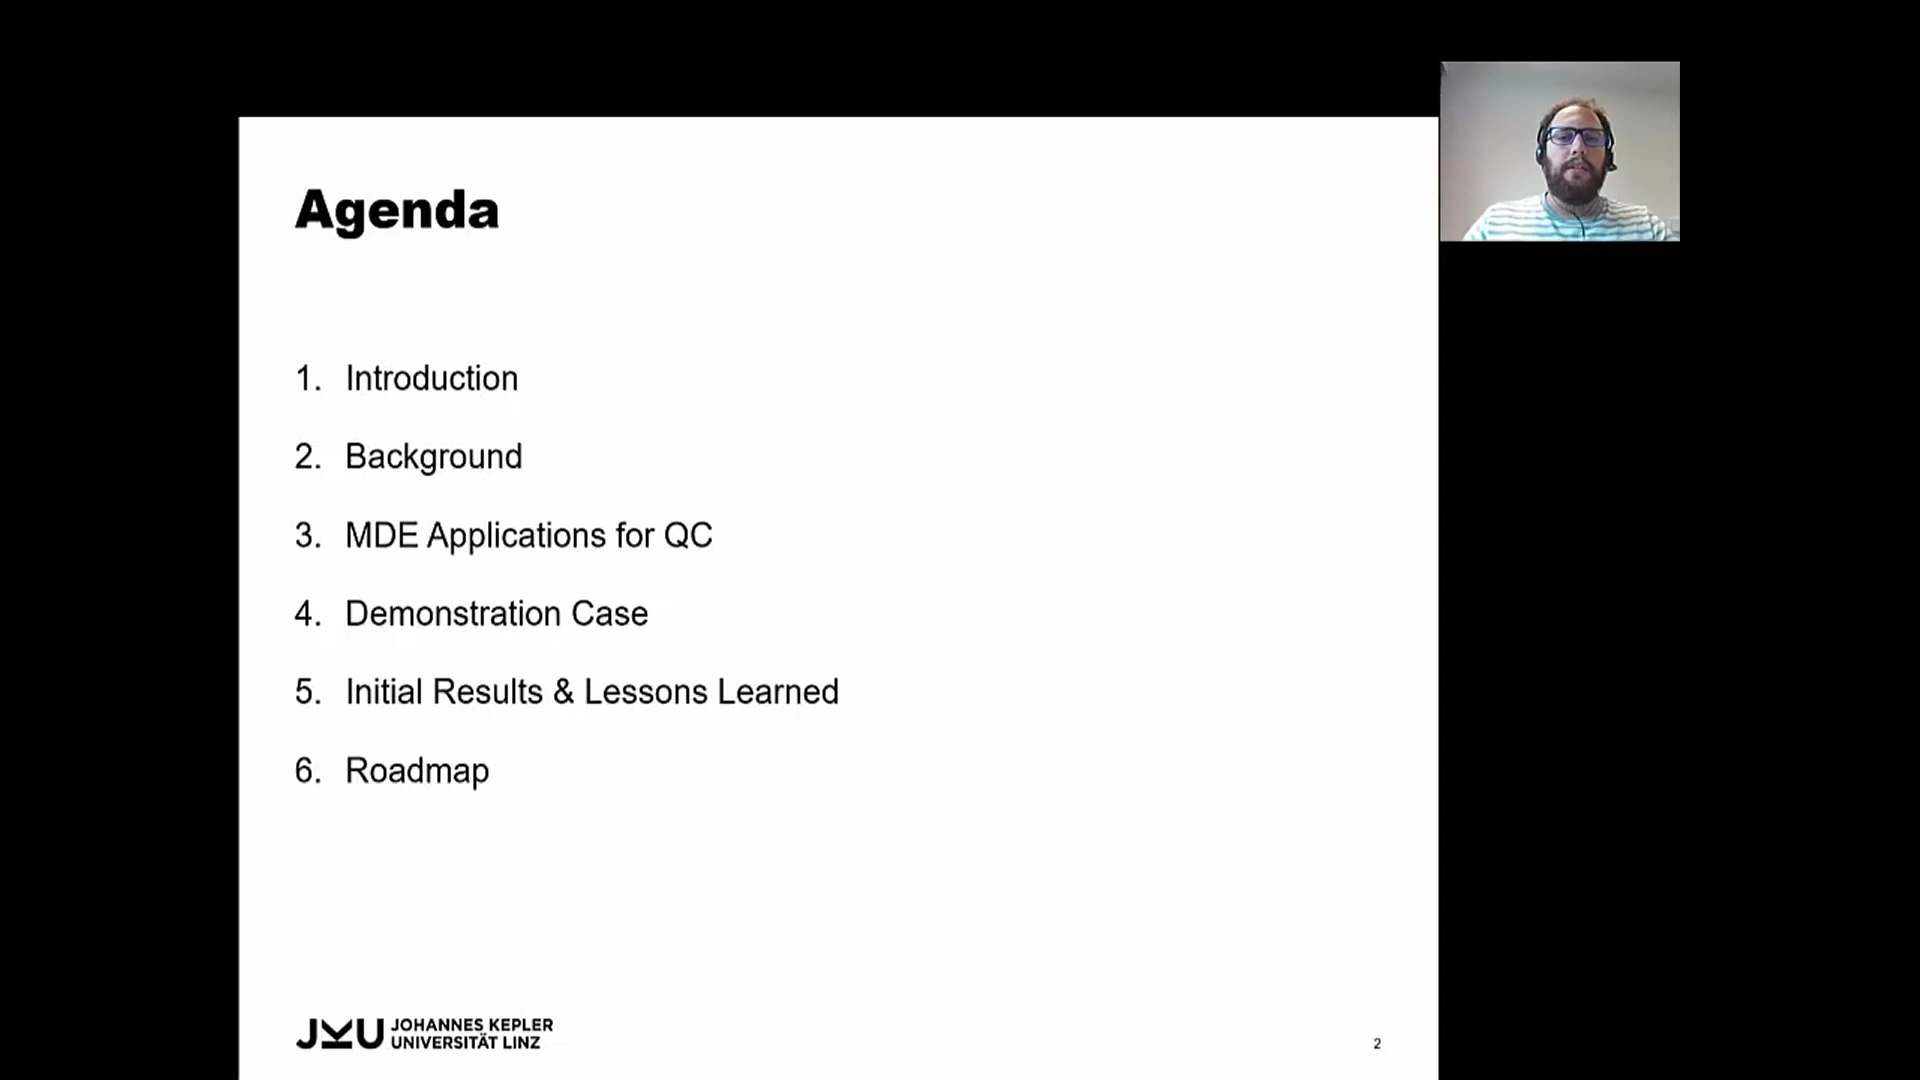 Agenda
1. Introduction
2. Background
3. MDE Applications for QC
4. Demonstration Case
5. Initial Results & Lessons Learned
6. Roadmap
JKU JOHANNES KEPLER
UNIVERSITÄT LINZ
2